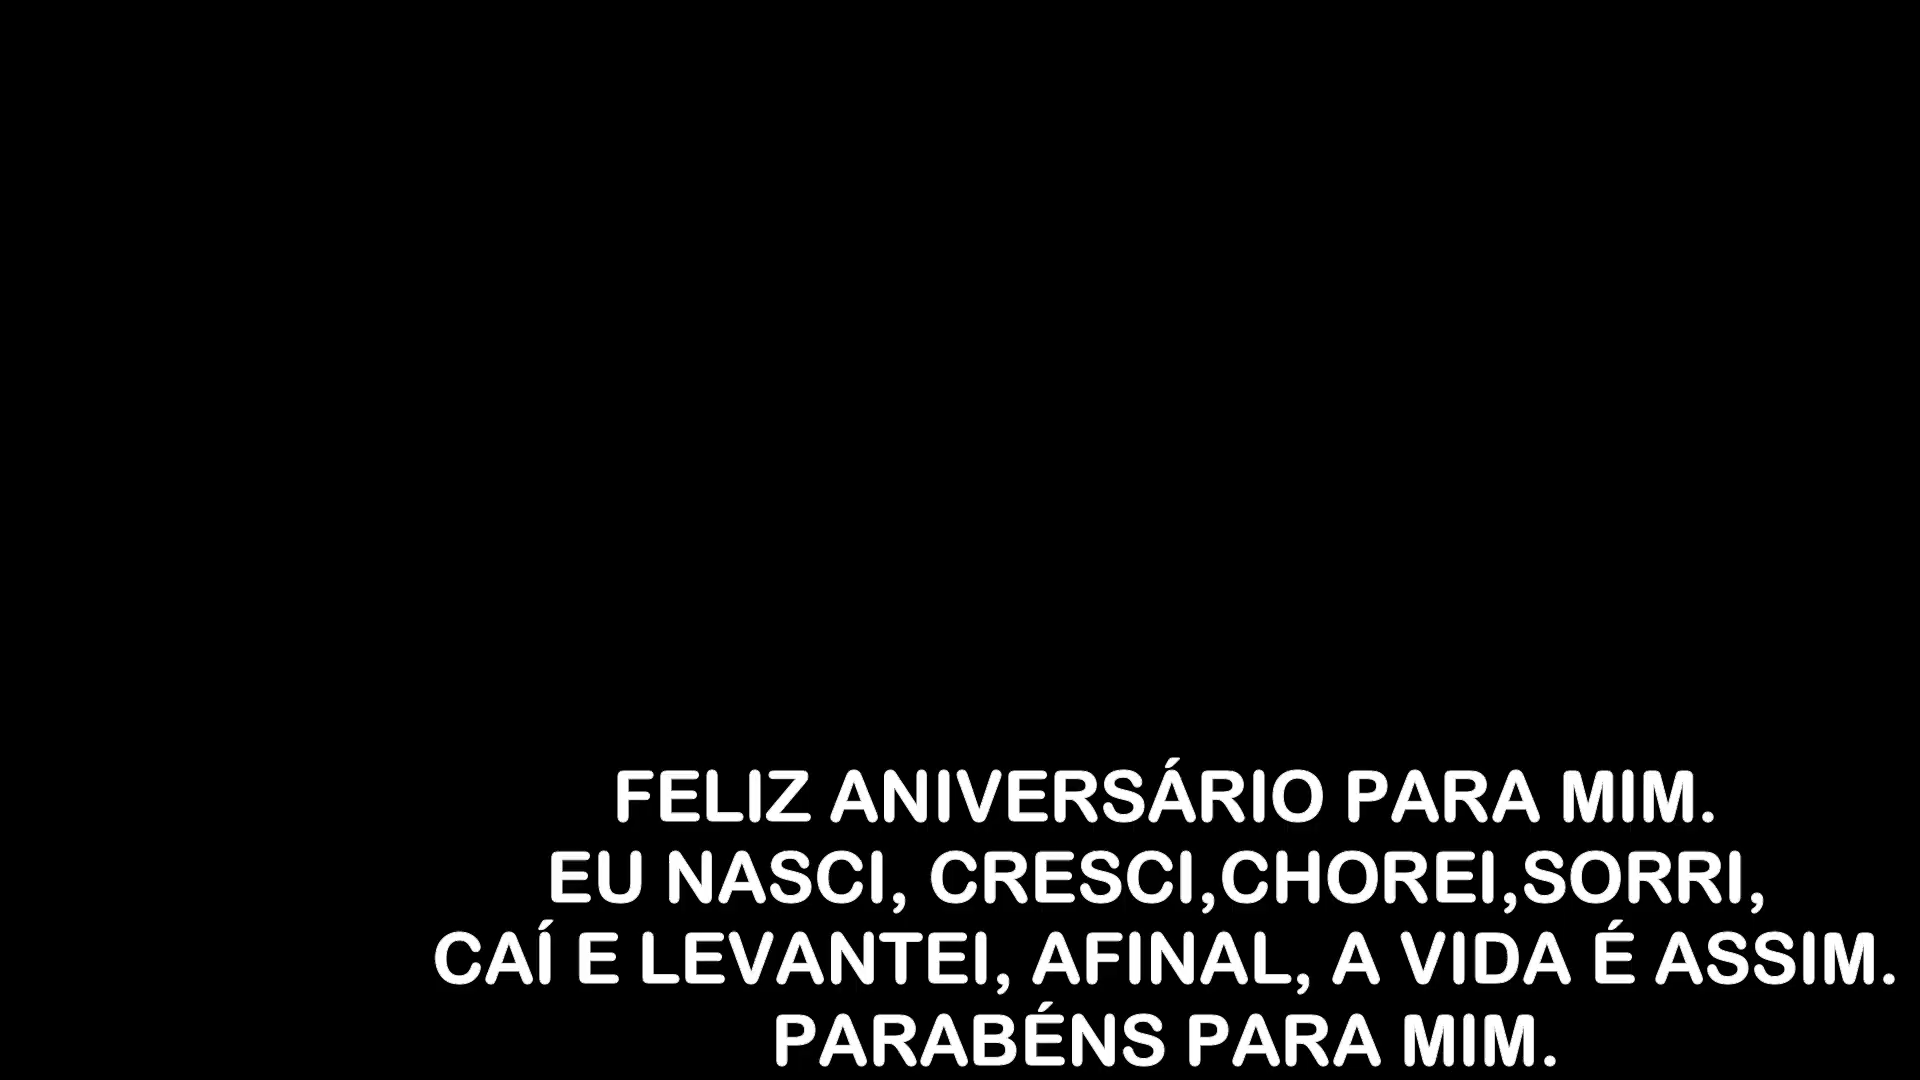 FELIZ ANIVERSÁRIO PARA MIM.
EU NASCI, CRESCI,CHOREI,SORRI,
CAÍ E LEVANTEI, AFINAL, A VIDA É ASSIM.
PARABÉNS PARA MIM.